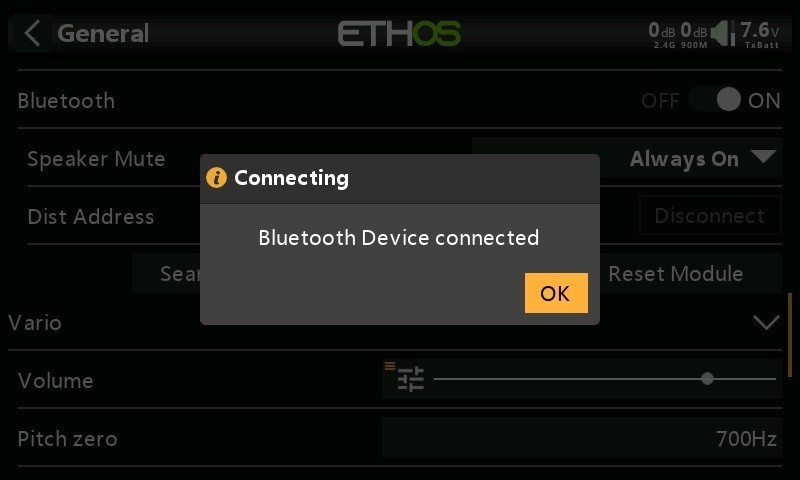 General
ETHOS
0dB 0dB 7.6V
2.4G 900M TxBatt
Bluetooth OFF ON
Speaker Mute Always On
Connecting
Dist Address Disconnect
Bluetooth Device connected
Reset Module
OK
Vario
Volume
Pitch zero 700Hz